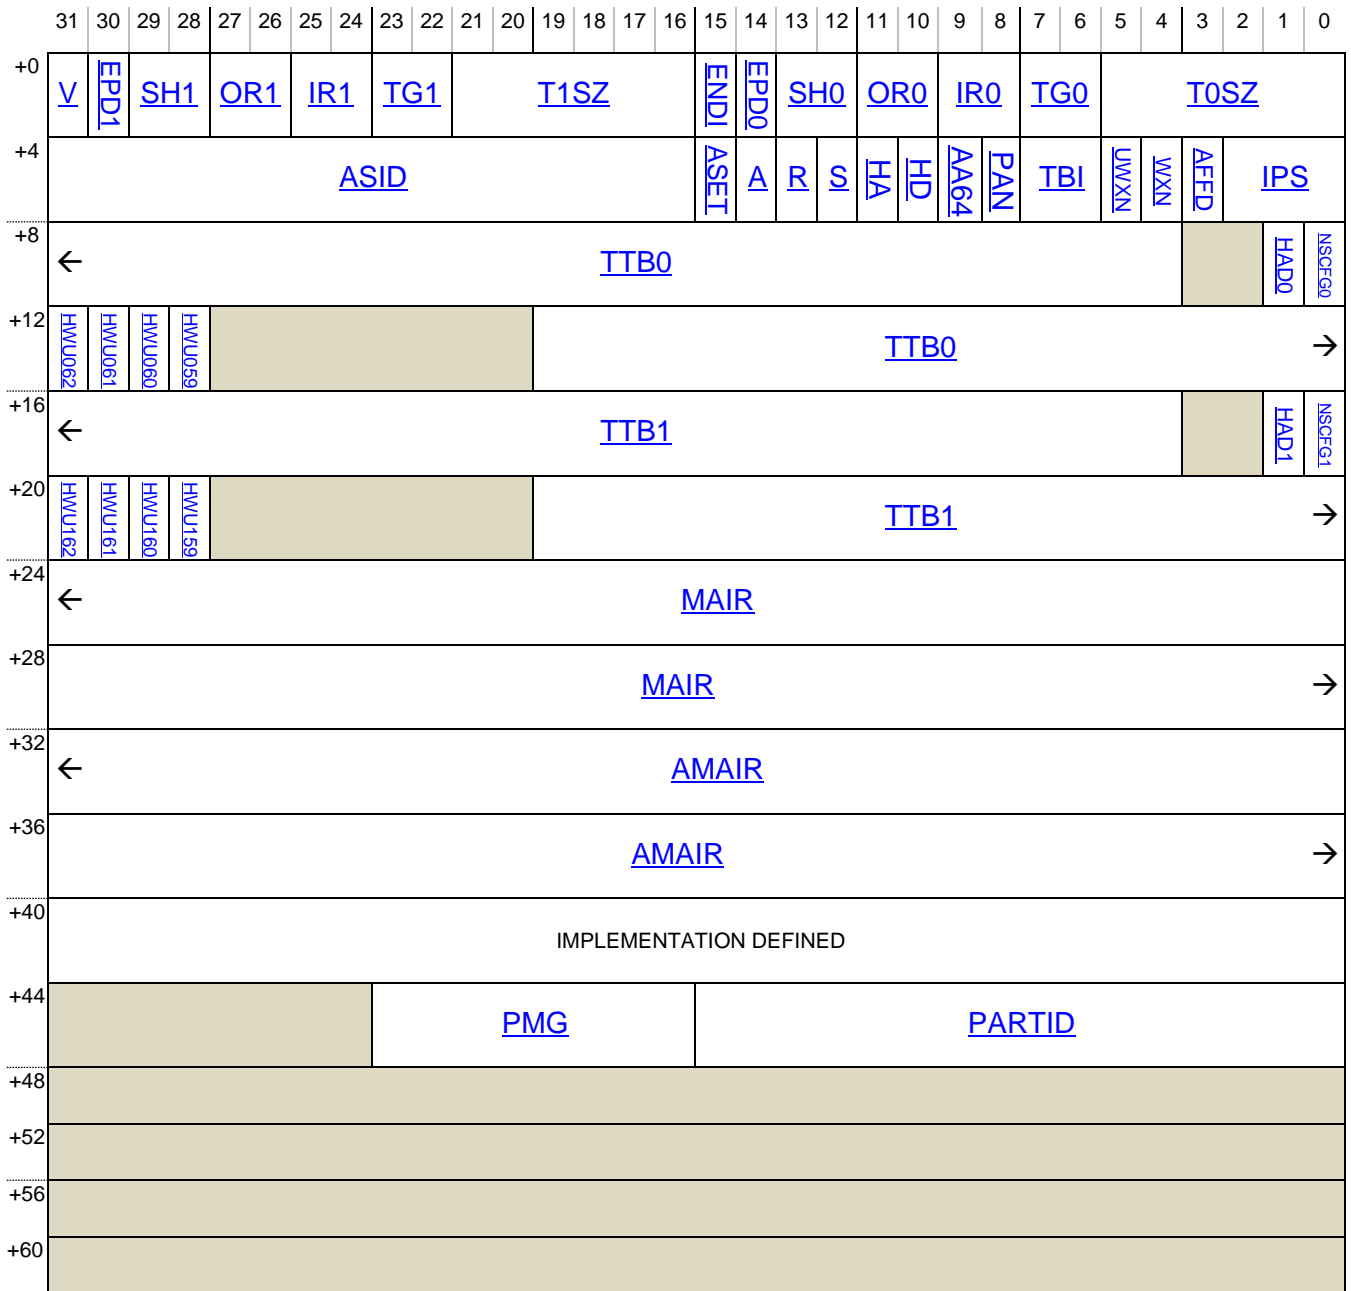 31 30 29 28 27 26 25 24 23 22 21 20 19 18 17 16 15 14 13 12 11 10 9 8 7 6 5 4 3 2 1 0
+0 V EPD1 SH1 OR1 IR1 TG1 T1SZ ENDI EPD0 SH0 OR0 IR0 TG0 T0SZ
+4 ASID ASET A R S HA HD AA64 PAN TBI UWXN WXN AFFD IPS
+8 ← TTB0 HAD0 NSCFG0
+12 HWU062 HWU061 HWU060 HWU059 TTB0 →
+16 ← TTB1 HAD1 NSCFG1
+20 HWU162 HWU161 HWU160 HWU159 TTB1 →
+24 ← MAIR
+28 MAIR →
+32 ← AMAIR
+36 AMAIR →
+40 IMPLEMENTATION DEFINED
+44 PMG PARTID
+48
+52
+56
+60